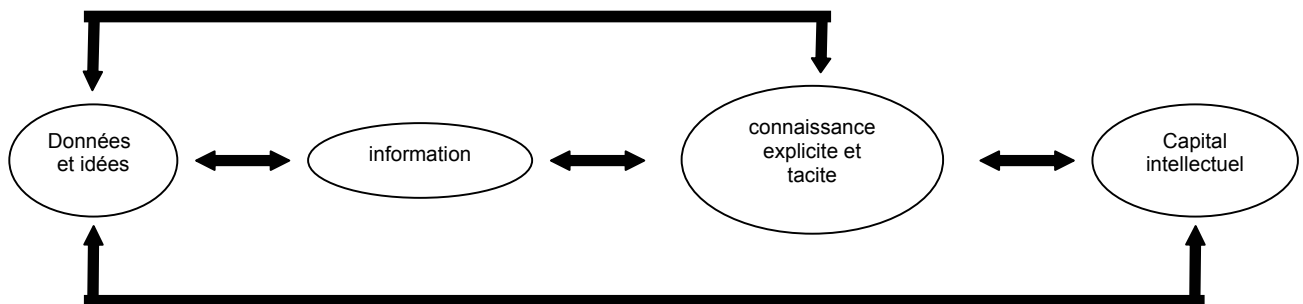 Données
et idées
information
connaissance
explicite et
tacite
Capital
intellectuel